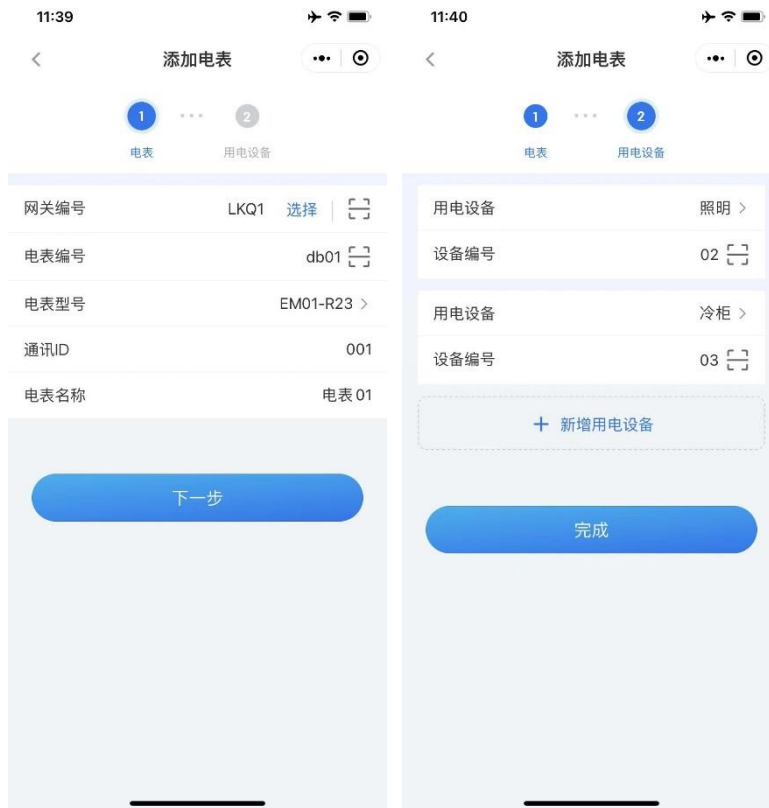 11:39
添加电表
1
2
电表
用电设备
网关编号 LKQ1 选择
电表编号 db01
电表型号 EM01-R23 >
通讯ID 001
电表名称 电表01
下一步
11:40
添加电表
1
2
电表
用电设备
用电设备 照明 >
设备编号 02
用电设备 冷柜 >
设备编号 03
+ 新增用电设备
完成